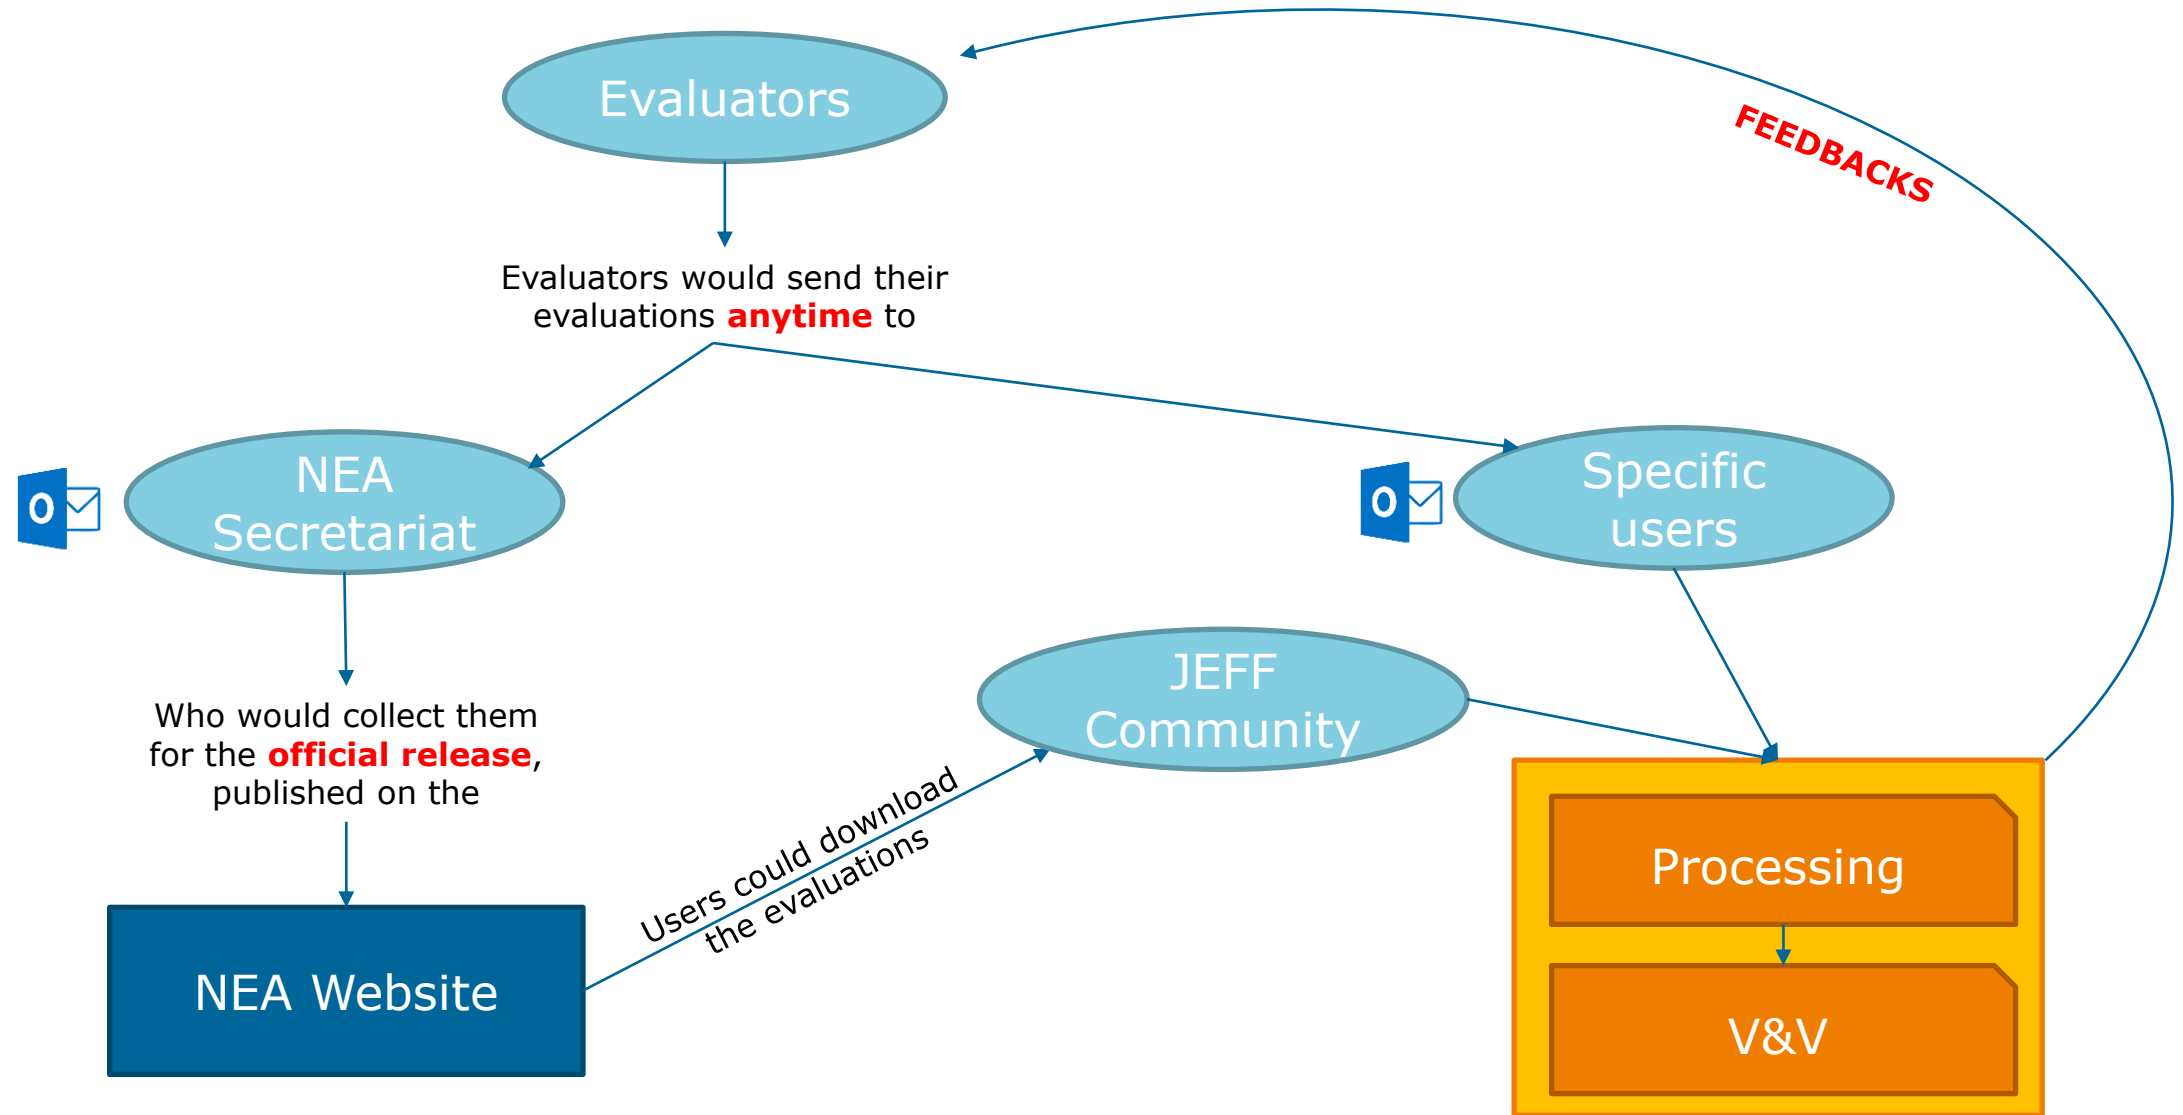 Evaluators
FEEDBACKS
Evaluators would send their
evaluations anytime to
NEA
Secretariat
Specific
users
Who would collect them
for the official release,
published on the
JEFF
Community
Users could download
the evaluations
NEA Website
Processing
V&V